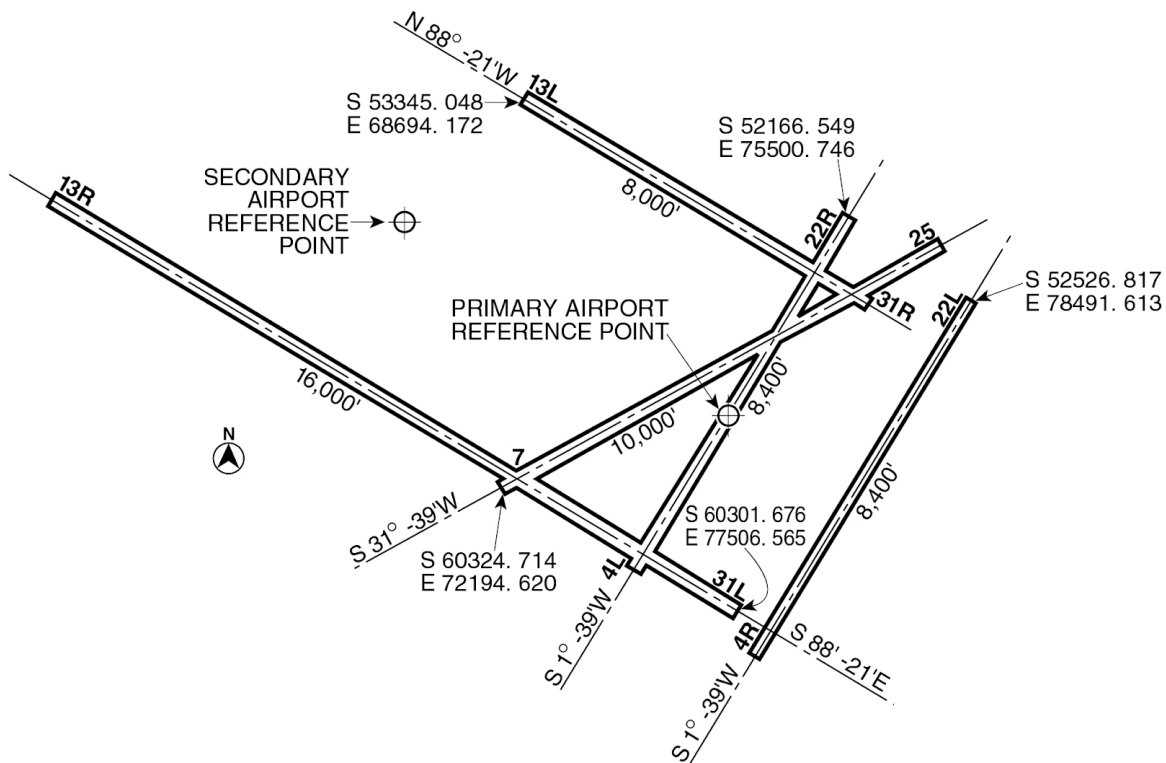 N 88° -21'W
13L
S 53345. 048
E 68694. 172
S 52166. 549
E 75500. 746
SECONDARY
AIRPORT
REFERENCE
POINT
13R
8,000'
22R
25
S 52526. 817
E 78491. 613
22L
31R
PRIMARY AIRPORT
REFERENCE POINT
16,000'
8,400'
10,000'
N
7
8,400'
S 31° -39'W
S 60301. 676
E 77506. 565
S 60324. 714
E 72194. 620
4L
31L
4R
S 88' -21'E
S 1° -39'W
S 1° -39'W